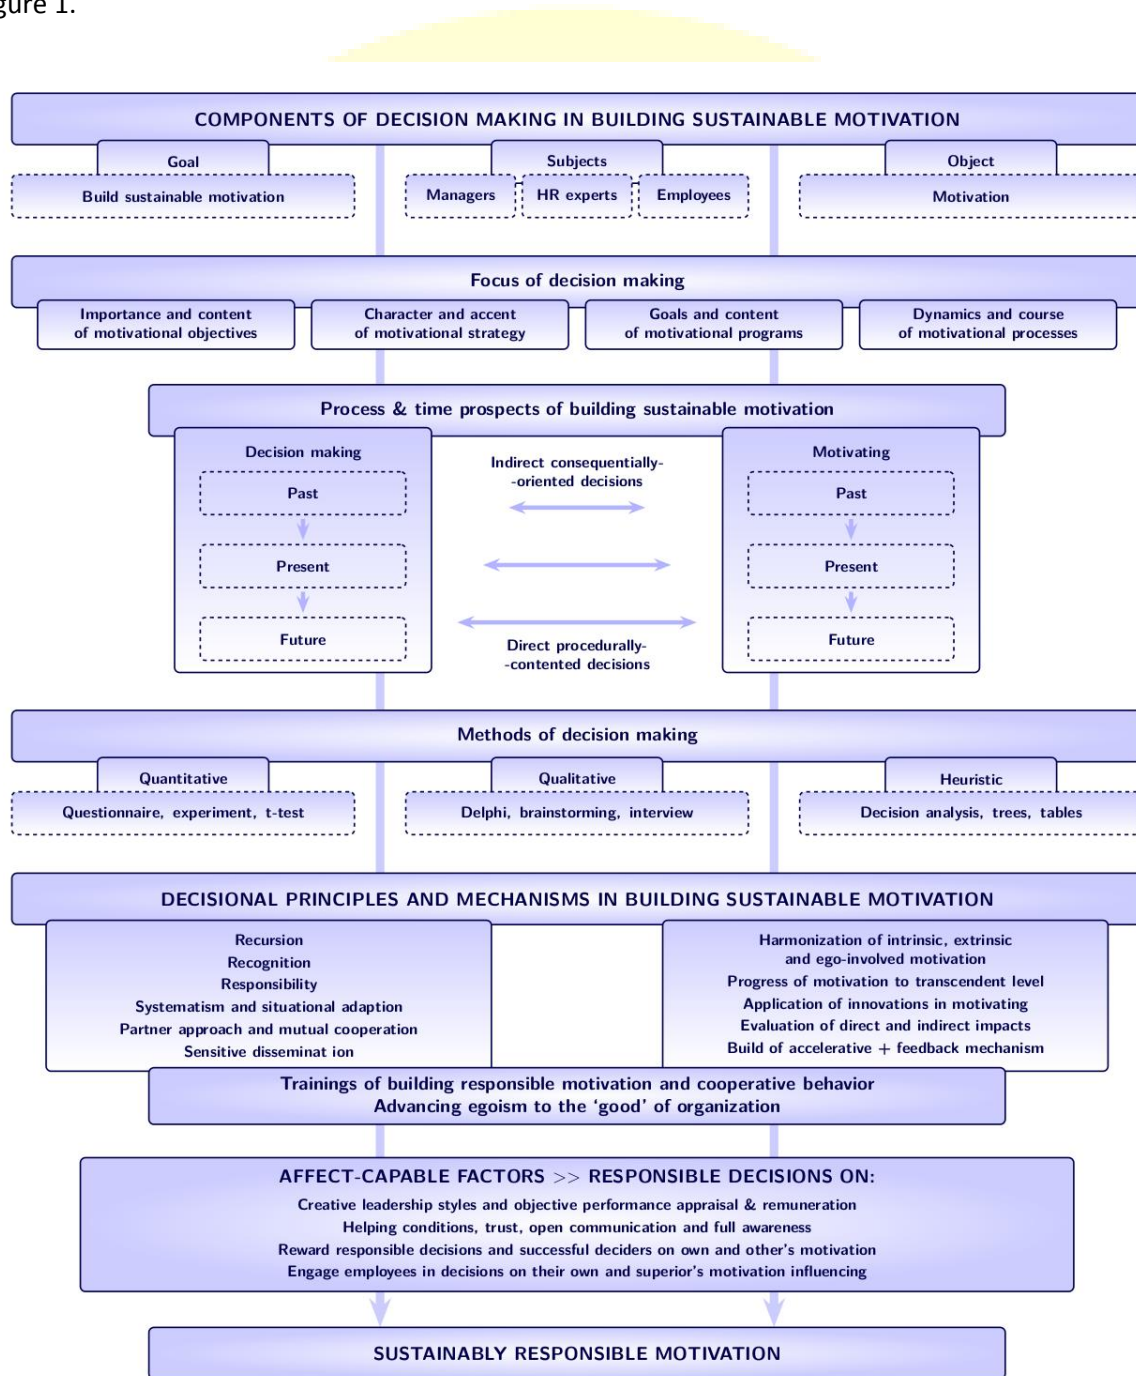 gure 1.
COMPONENTS OF DECISION MAKING IN BUILDING SUSTAINABLE MOTIVATION
Goal
Build sustainable motivation
Subjects
Managers
HR experts
Employees
Object
Motivation
Focus of decision making
Importance and content
of motivational objectives
Character and accent
of motivational strategy
Goals and content
of motivational programs
Dynamics and course
of motivational processes
Process & time prospects of building sustainable motivation
Decision making
Past
Present
Future
Indirect consequentially-
-oriented decisions
Direct procedurally-
-contented decisions
Motivating
Past
Present
Future
Methods of decision making
Quantitative
Questionnaire, experiment, t-test
Qualitative
Delphi, brainstorming, interview
Heuristic
Decision analysis, trees, tables
DECISIONAL PRINCIPLES AND MECHANISMS IN BUILDING SUSTAINABLE MOTIVATION
Recursion
Recognition
Responsibility
Systematism and situational adaption
Partner approach and mutual cooperation
Sensitive disseminat ion
Harmonization of intrinsic, extrinsic
and ego-involved motivation
Progress of motivation to transcendent level
Application of innovations in motivating
Evaluation of direct and indirect impacts
Build of accelerative + feedback mechanism
Trainings of building responsible motivation and cooperative behavior
Advancing egoism to the ‘good’ of organization
AFFECT-CAPABLE FACTORS >> RESPONSIBLE DECISIONS ON:
Creative leadership styles and objective performance appraisal & remuneration
Helping conditions, trust, open communication and full awareness
Reward responsible decisions and successful deciders on own and other's motivation
Engage employees in decisions on their own and superior's motivation influencing
SUSTAINABLY RESPONSIBLE MOTIVATION